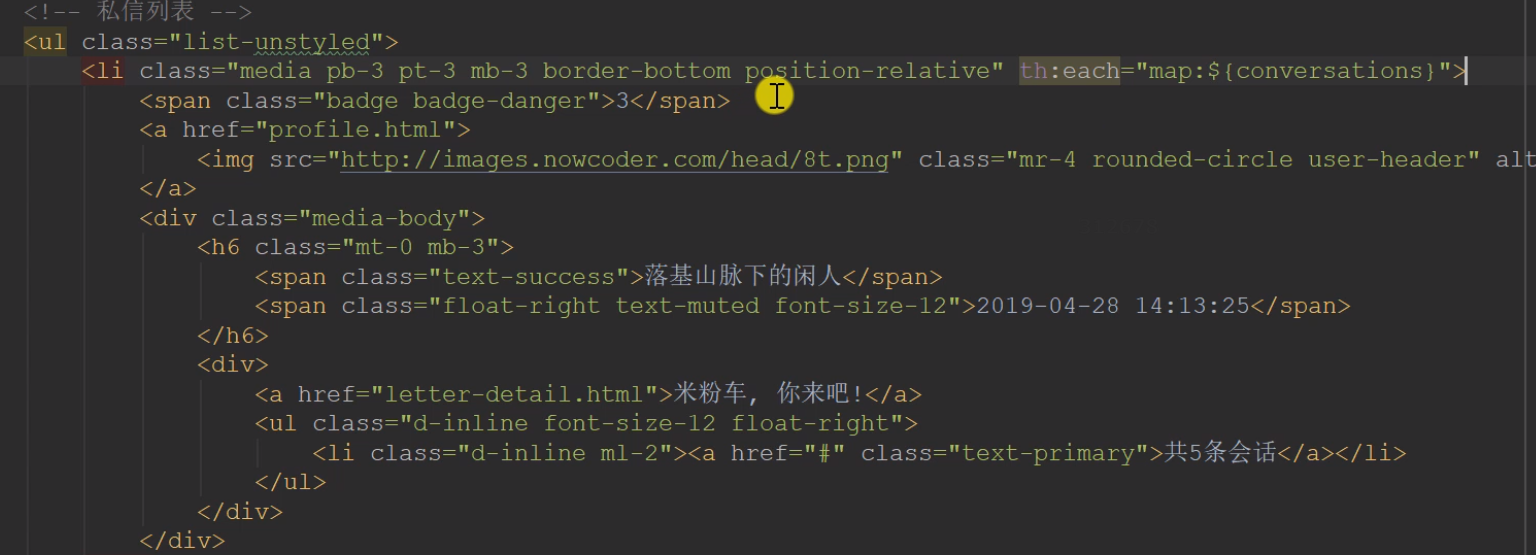 <!-- 私信列表 -->
<ul class="list-unstyled">
<li class="media pb-3 pt-3 mb-3 border-bottom position-relative" th:each="map:${conversations}">
<span class="badge badge-danger">3</span>
<a href="profile.html">
<img src="http://images.nowcoder.com/head/8t.png" class="mr-4 rounded-circle user-header" alt
</a>
<div class="media-body">
<h6 class="mt-0 mb-3">
<span class="text-success">落基山脉下的闲人</span>
<span class="float-right text-muted font-size-12">2019-04-28 14:13:25</span>
</h6>
<div>
<a href="letter-detail.html">米粉车, 你来吧!</a>
<ul class="d-inline font-size-12 float-right">
<li class="d-inline ml-2"><a href="#" class="text-primary">共5条会话</a></li>
</ul>
</div>
</div>